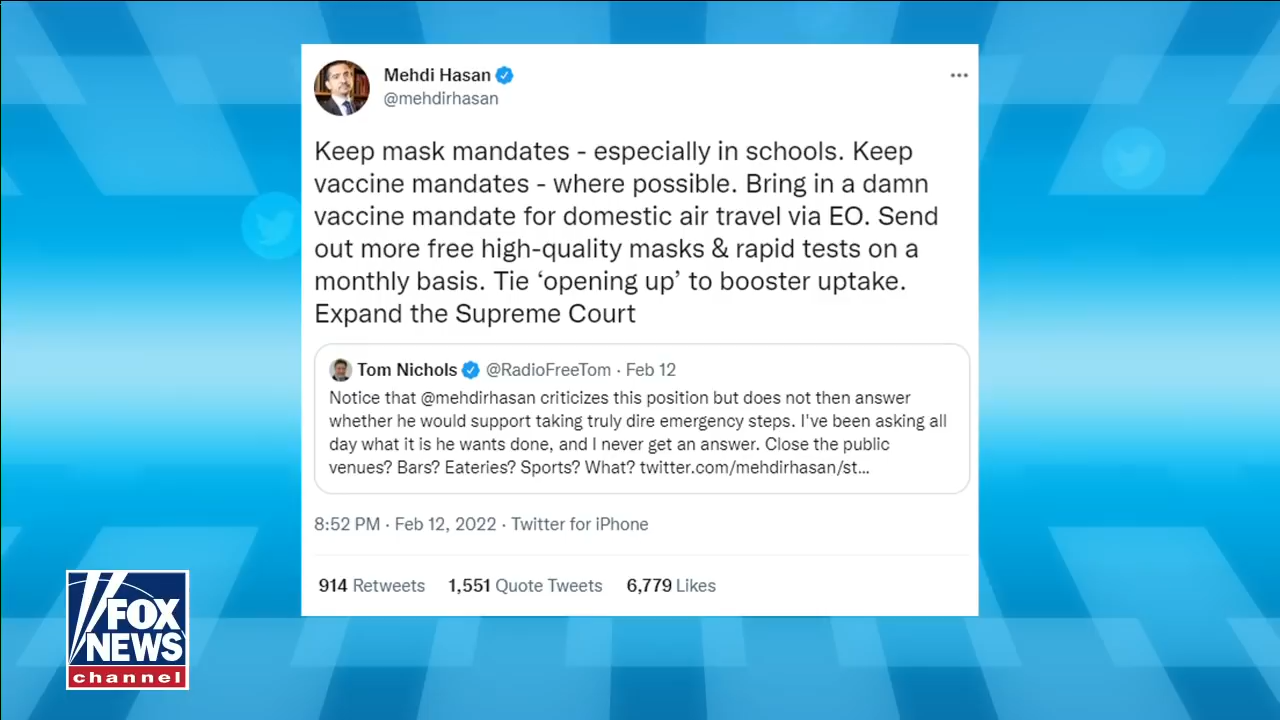 Mehdi Hasan
@mehdirhasan
Keep mask mandates - especially in schools. Keep
vaccine mandates - where possible. Bring in a damn
vaccine mandate for domestic air travel via EO. Send
out more free high-quality masks & rapid tests on a
monthly basis. Tie ‘opening up’ to booster uptake.
Expand the Supreme Court
Tom Nichols @RadioFreeTom · Feb 12
Notice that @mehdirhasan criticizes this position but does not then answer
whether he would support taking truly dire emergency steps. I've been asking all
day what it is he wants done, and I never get an answer. Close the public
venues? Bars? Eateries? Sports? What? twitter.com/mehdirhasan/st...
8:52 PM · Feb 12, 2022 · Twitter for iPhone
914 Retweets 1,551 Quote Tweets 6,779 Likes
FOX
NEWS
channel